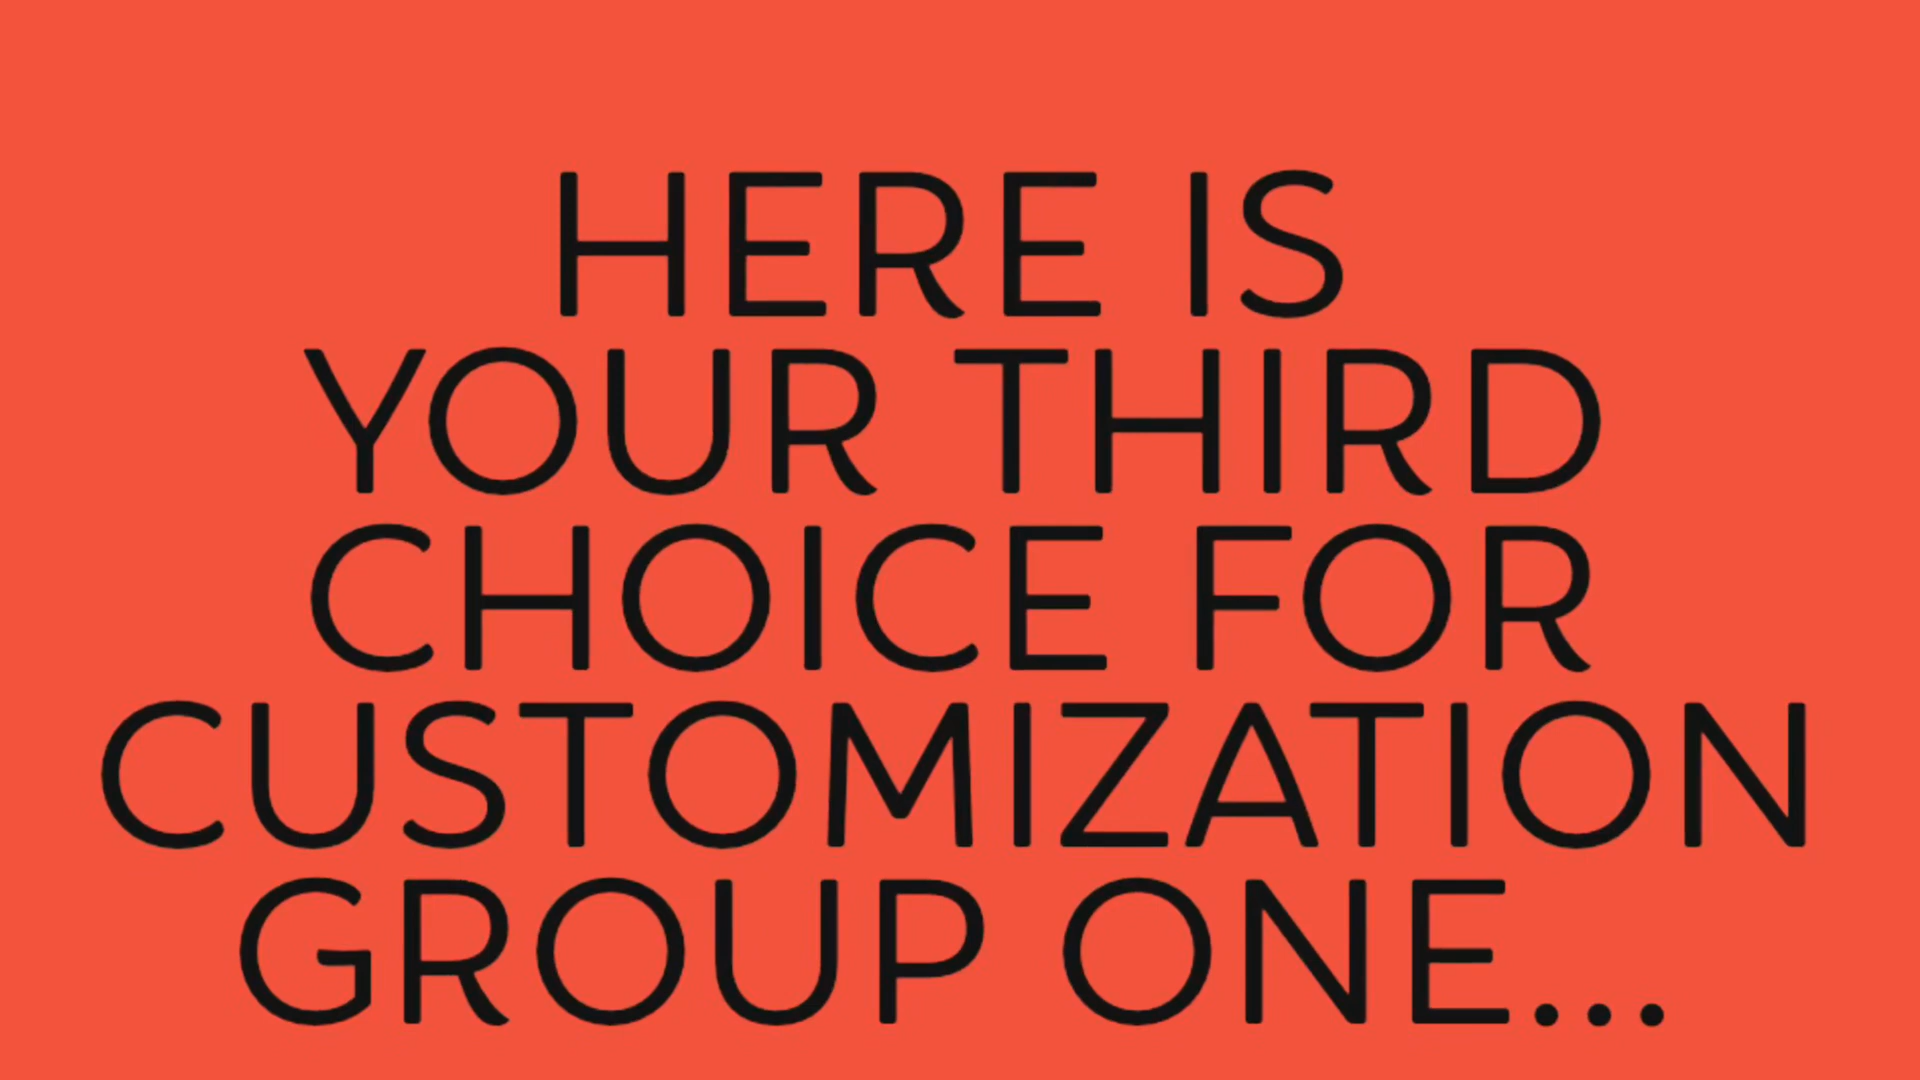 HERE IS
YOUR THIRD
CHOICE FOR
CUSTOMIZATION
GROUP ONE...